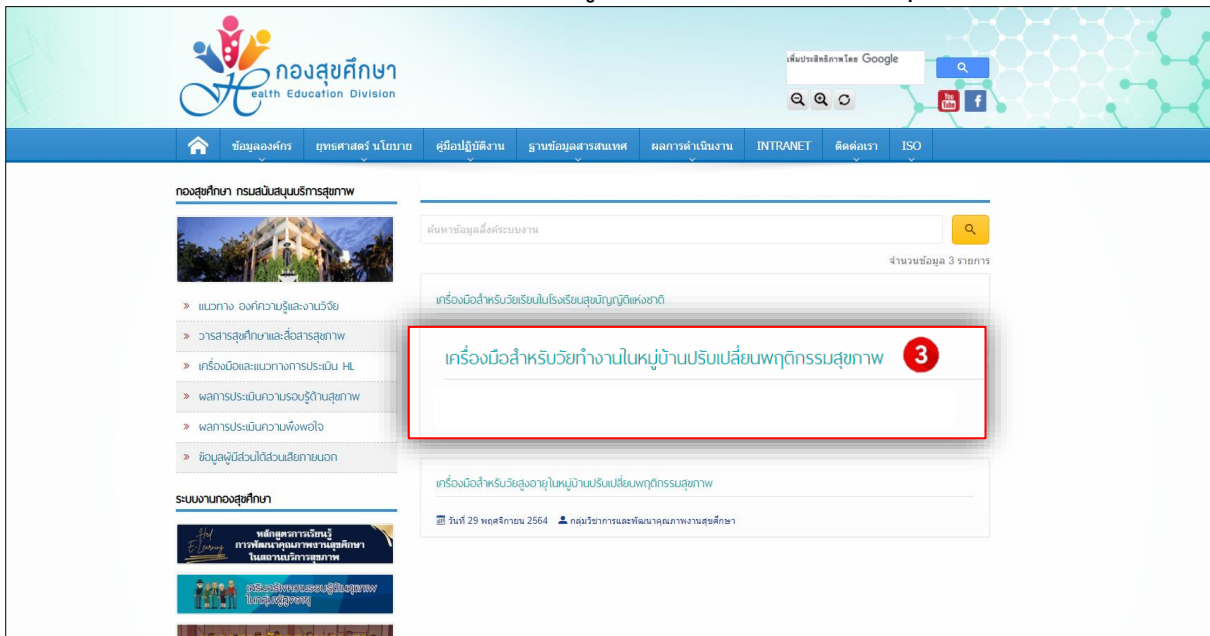 กองสุขศึกษา
Health Education Division
เพิ่มประสิทธิภาพโดย Google
You
Tube
f
ข้อมูลองค์กร ยุทธศาสตร์ นโยบาย คู่มือปฏิบัติงาน ฐานข้อมูลสารสนเทศ ผลการดำเนินงาน INTRANET ติดต่อเรา ISO
กองสุขศึกษา กรมสนับสนุนบริการสุขภาพ
ค้นหาข้อมูลลิ้งค์ระบบงาน
จำนวนข้อมูล 3 รายการ
» แนวทาง องค์ความรู้และงานวิจัย
» วารสารสุขศึกษาและสื่อสารสุขภาพ
» เครื่องมือและแนวทางการประเมิน HL
» ผลการประเมินความรอบรู้ด้านสุขภาพ
» ผลการประเมินความพึงพอใจ
» ข้อมูลผู้มีส่วนได้ส่วนเสียภายนอก
เครื่องมือสำหรับวัยเรียนในโรงเรียนสุขบัญญัติแห่งชาติ
เครื่องมือสำหรับวัยทำงานในหมู่บ้านปรับเปลี่ยนพฤติกรรมสุขภาพ 3
เครื่องมือสำหรับวัยสูงอายุในหมู่บ้านปรับเปลี่ยนพฤติกรรมสุขภาพ
วันที่ 29 พฤศจิกายน 2564 กลุ่มวิชาการและพัฒนาคุณภาพงานสุขศึกษา
ระบบงานกองสุขศึกษา
Hed
E-Learning
หลักสูตรการเรียนรู้
การพัฒนาคุณภาพงานสุขศึกษา
ในสถานบริการสุขภาพ